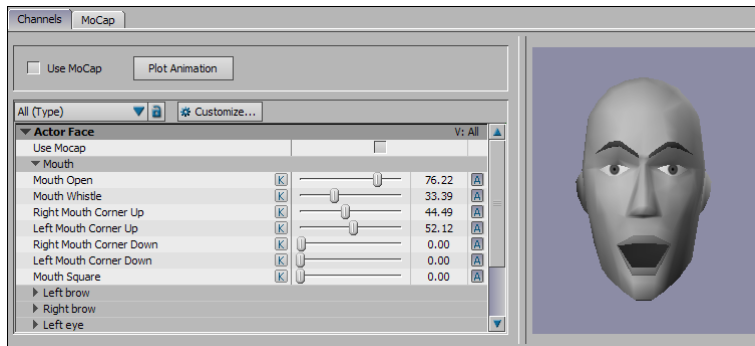 Channels MoCap
Use MoCap Plot Animation
All (Type) Customize...
Actor Face V: All
Use Mocap
Mouth
Mouth Open K 76.22 A
Mouth Whistle K 33.39 A
Right Mouth Corner Up K 44.49 A
Left Mouth Corner Up K 52.12 A
Right Mouth Corner Down K 0.00 A
Left Mouth Corner Down K 0.00 A
Mouth Square K 0.00 A
Left brow
Right brow
Left eye